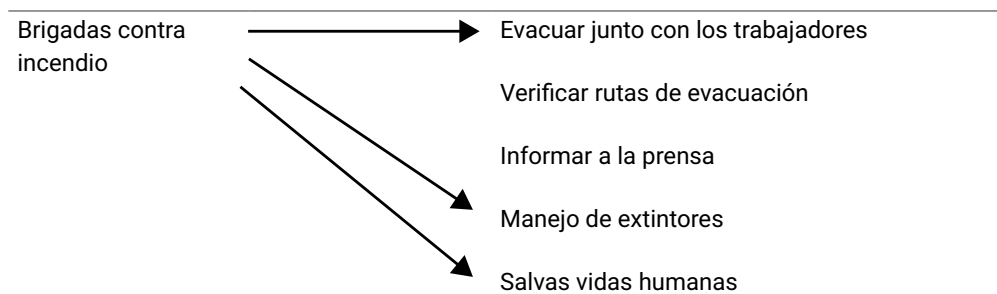 Brigadas contra
incendio
Evacuar junto con los trabajadores
Verificar rutas de evacuación
Informar a la prensa
Manejo de extintores
Salvas vidas humanas